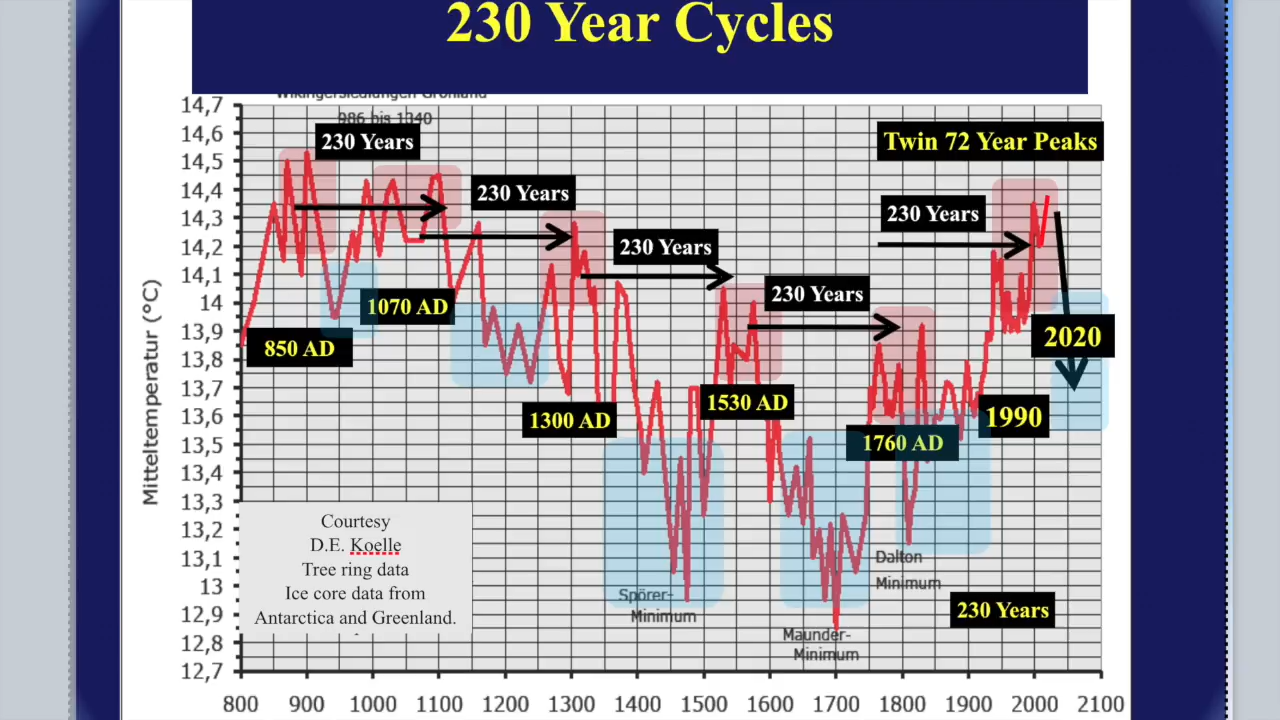 230 Year Cycles
Wikingersiedlungen Grönland
986 bis 1340
14,7
14,6
14,5
14,4
14,3
14,2
14,1
14
13,9
13,8
13,7
13,6
13,5
13,4
13,3
13,2
13,1
13
12,9
12,8
12,7
Mitteltemperatur (°C)
230 Years
230 Years
230 Years
230 Years
230 Years
Twin 72 Year Peaks
850 AD
1070 AD
1300 AD
1530 AD
1760 AD
1990
2020
Courtesy
D.E. Koelle
Tree ring data
Ice core data from
Antarctica and Greenland.
Spörer-
Minimum
Maunder-
Minimum
Dalton
Minimum
230 Years
800 900 1000 1100 1200 1300 1400 1500 1600 1700 1800 1900 2000 2100